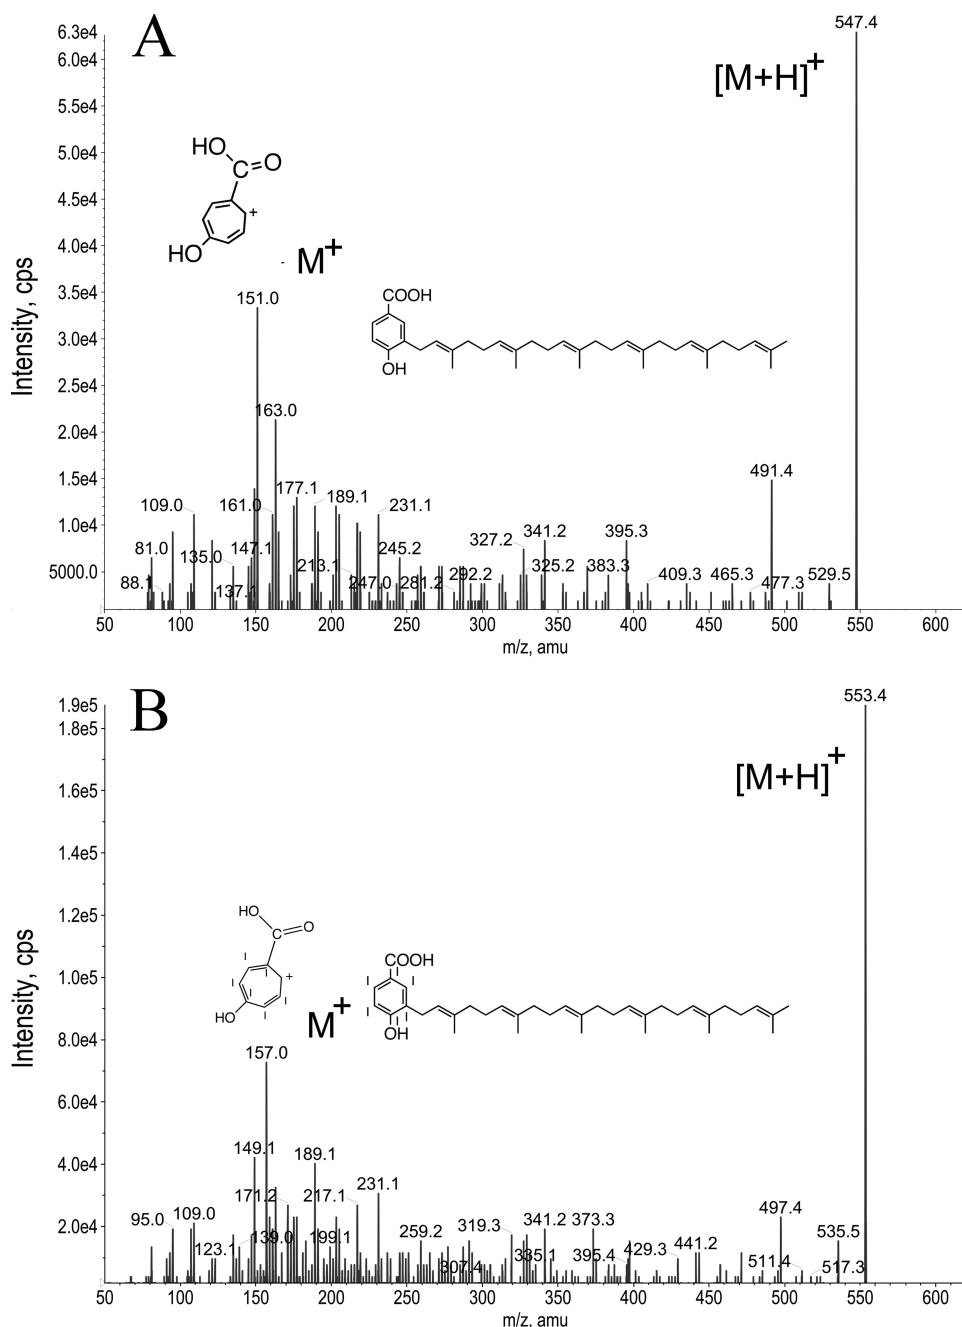 A
6.3e4
6.0e4
5.5e4
5.0e4
4.5e4
4.0e4
3.5e4
3.0e4
2.5e4
2.0e4
1.5e4
1.0e4
5000.0
Intensity, cps
547.4
[M+H]+
HO
C=O
+
HO
- M+
COOH
OH
151.0
163.0
177.1
161.0
189.1
109.0
231.1
491.4
81.0
135.0
147.1
245.2
327.2
341.2
395.3
88.1
137.1
213.1
247.0
281.2
292.2
325.2
383.3
409.3
465.3
477.3
529.5
50 100 150 200 250 300 350 400 450 500 550 600
m/z, amu
B
1.9e5
1.8e5
1.6e5
1.4e5
1.2e5
1.0e5
8.0e4
6.0e4
4.0e4
2.0e4
Intensity, cps
553.4
[M+H]+
HO
C=O
+
HO
M+
COOH
OH
157.0
149.1
189.1
171.2
217.1
231.1
95.0
109.0
123.1
139.0
199.1
259.2
319.3
341.2
373.3
497.4
307.4
335.1
395.4
429.3
441.2
511.4
517.3
535.5
50 100 150 200 250 300 350 400 450 500 550 600
m/z. amu